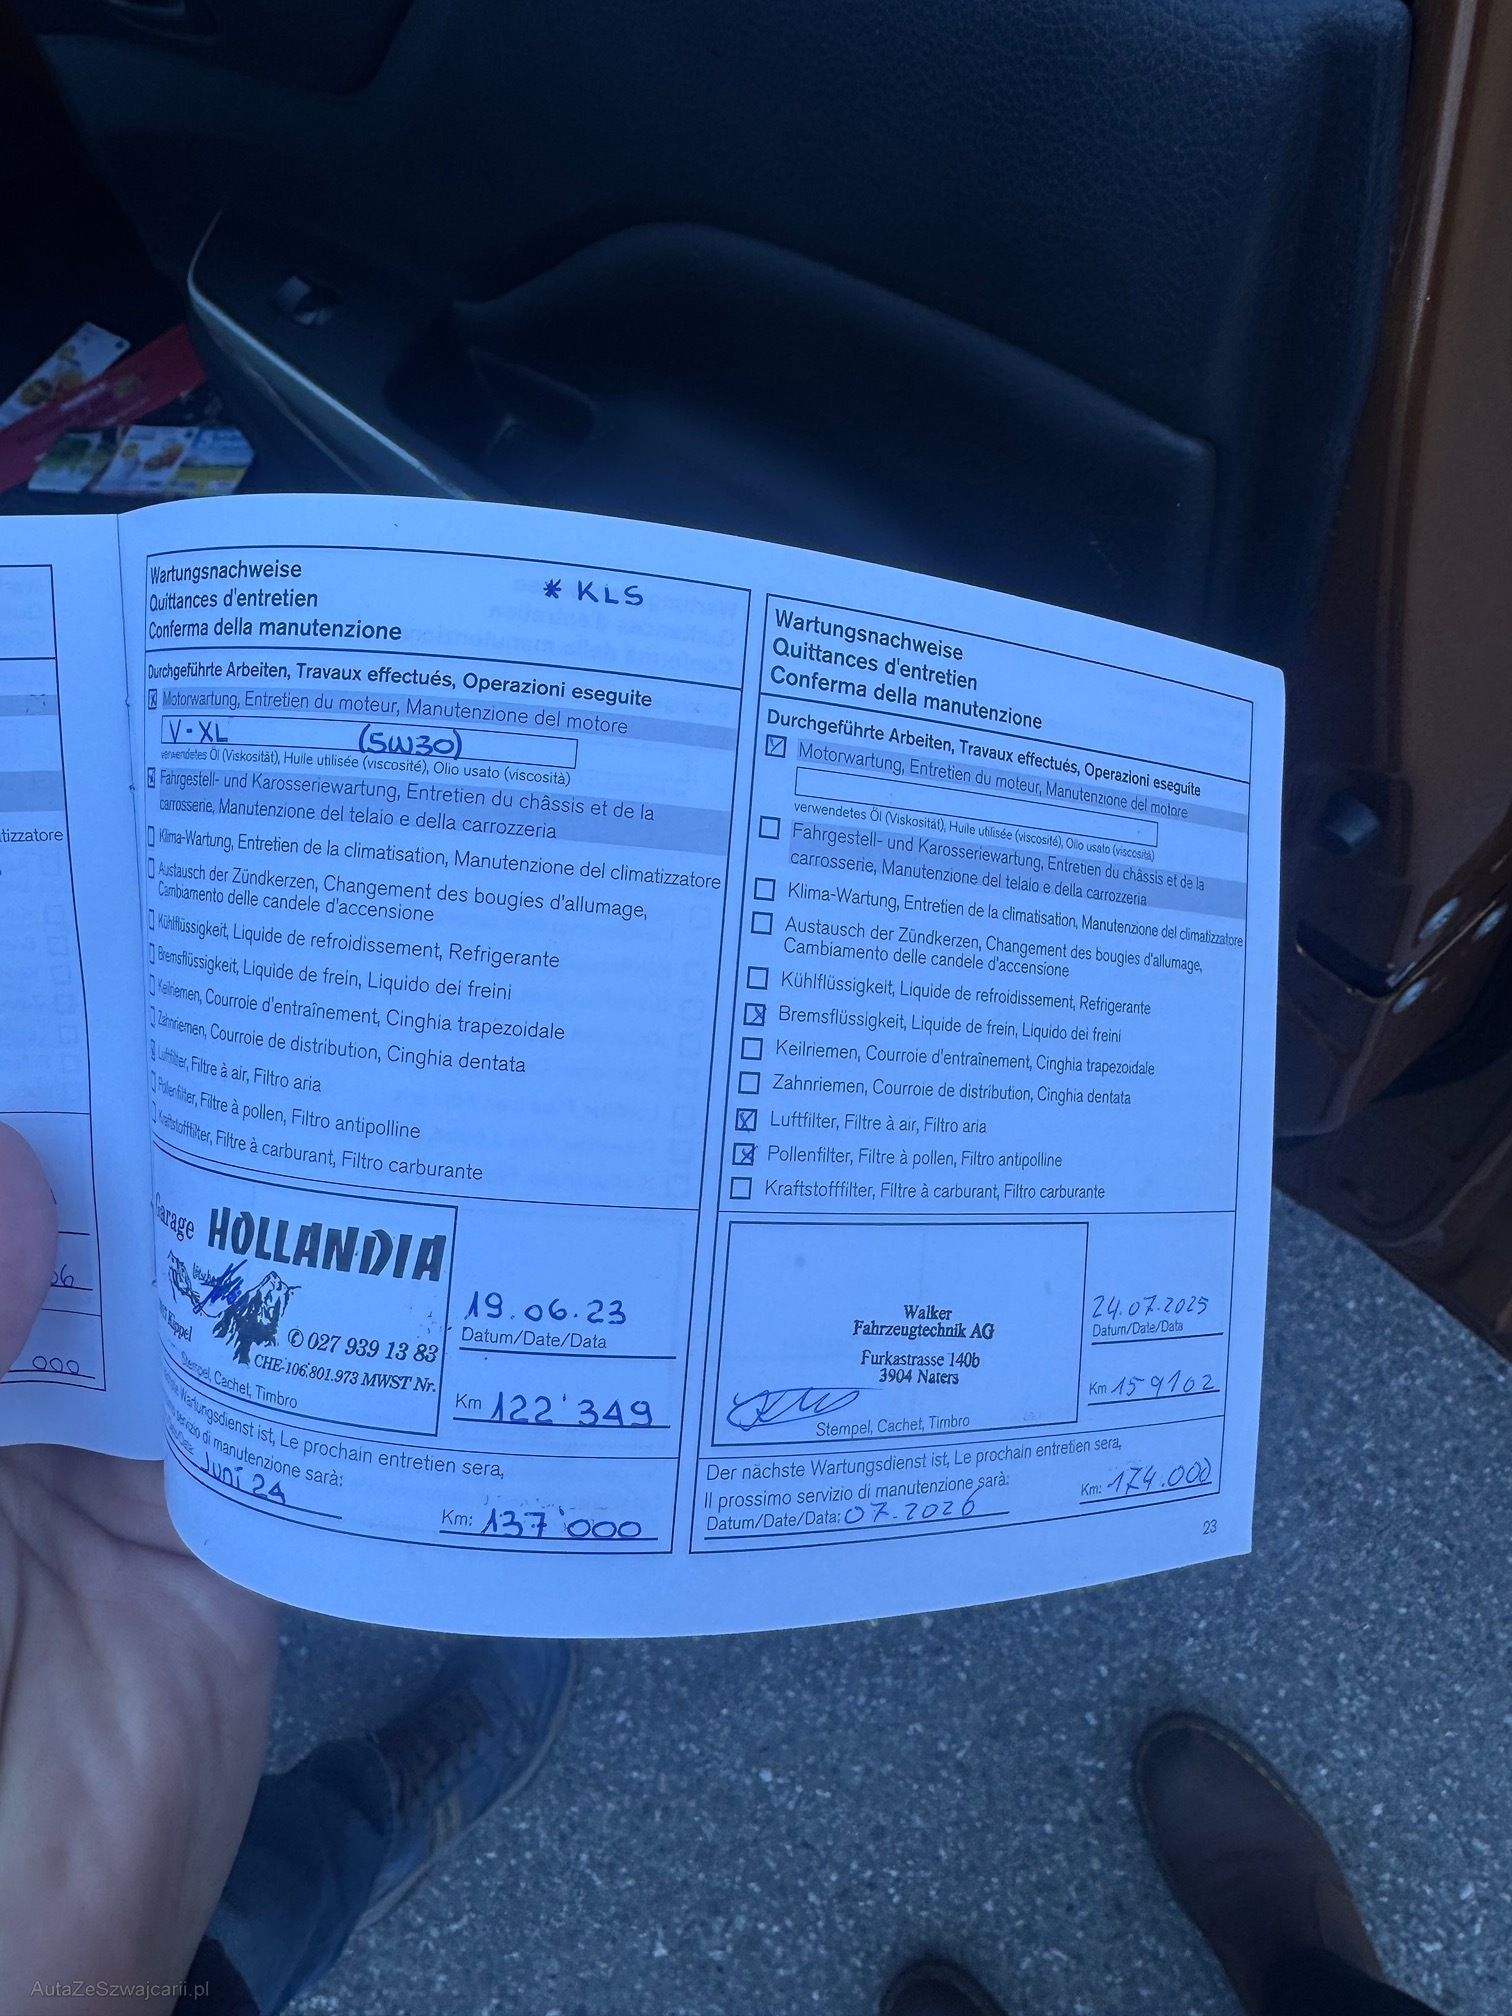 tizzatore
06
000
Wartungsnachweise
Quittances d'entretien
Conferma della manutenzione
* KLS
Durchgeführte Arbeiten, Travaux effectués, Operazioni eseguite
Motorwartung, Entretien du moteur, Manutenzione del motore
V-XL (5W30)
verwendetes Öl (Viskosität), Huile utilisée (viscosité), Olio usato (viscosità)
Fahrgestell- und Karosseriewartung, Entretien du châssis et de la
carrosserie, Manutenzione del telaio e della carrozzeria
Klima-Wartung, Entretien de la climatisation, Manutenzione del climatizzatore
Austausch der Zündkerzen, Changement des bougies d'allumage,
Cambiamento delle candele d'accensione
Kühlflüssigkeit, Liquide de refroidissement, Refrigerante
Bremsflüssigkeit, Liquide de frein, Liquido dei freini
Keilriemen, Courroie d'entraînement, Cinghia trapezoidale
Zahnriemen, Courroie de distribution, Cinghia dentata
Luftfilter, Filtre à air, Filtro aria
Pollenfilter, Filtre à pollen, Filtro antipolline
Kraftstofffilter, Filtre à carburant, Filtro carburante
Garage HOLLANDIA
Kippel
✆ 027 939 13 83
CHE-106.801.973 MWST Nr.
Stempel, Cachet, Timbro
19.06.23
Datum/Date/Data
Km 122'349
Wartungsdienst ist, Le prochain entretien sera,
servizio di manutenzione sarà:
Juni 24
Km: 137'000
Wartungsnachweise
Quittances d'entretien
Conferma della manutenzione
Durchgeführte Arbeiten, Travaux effectués, Operazioni eseguite
Motorwartung, Entretien du moteur, Manutenzione del motore
verwendetes Öl (Viskosität), Huile utilisée (viscosité), Olio usato (viscosità)
Fahrgestell- und Karosseriewartung, Entretien du châssis et de la
carrosserie, Manutenzione del telaio e della carrozzeria
Klima-Wartung, Entretien de la climatisation, Manutenzione del climatizzatore
Austausch der Zündkerzen, Changement des bougies d'allumage,
Cambiamento delle candele d'accensione
Kühlflüssigkeit, Liquide de refroidissement, Refrigerante
Bremsflüssigkeit, Liquide de frein, Liquido dei freini
Keilriemen, Courroie d'entraînement, Cinghia trapezoidale
Zahnriemen, Courroie de distribution, Cinghia dentata
Luftfilter, Filtre à air, Filtro aria
Pollenfilter, Filtre à pollen, Filtro antipolline
Kraftstofffilter, Filtre à carburant, Filtro carburante
Walker
Fahrzeugtechnik AG
Furkastrasse 140b
3904 Naters
Stempel, Cachet, Timbro
24.07.2025
Datum/Date/Data
Km 159102
Der nächste Wartungsdienst ist, Le prochain entretien sera,
Il prossimo servizio di manutenzione sarà:
Datum/Date/Data: 07.2026
Km: 174.000
23
AutaZeSzwajcarii.pl